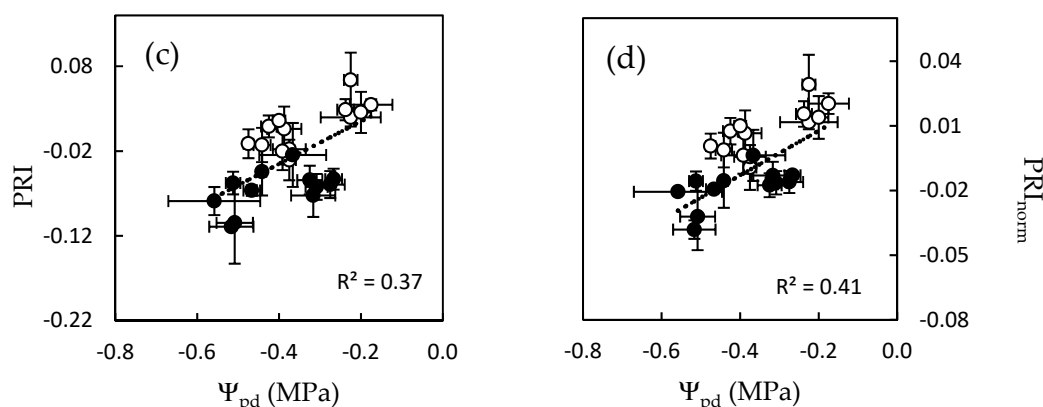 (c)
PRI
0.08
-0.02
-0.12
-0.22
R² = 0.37
-0.8 -0.6 -0.4 -0.2 0.0
Ψpd (MPa)
(d)
0.04
0.01
-0.02
-0.05
-0.08
PRInorm
R² = 0.41
-0.8 -0.6 -0.4 -0.2 0.0
Ψpd (MPa)